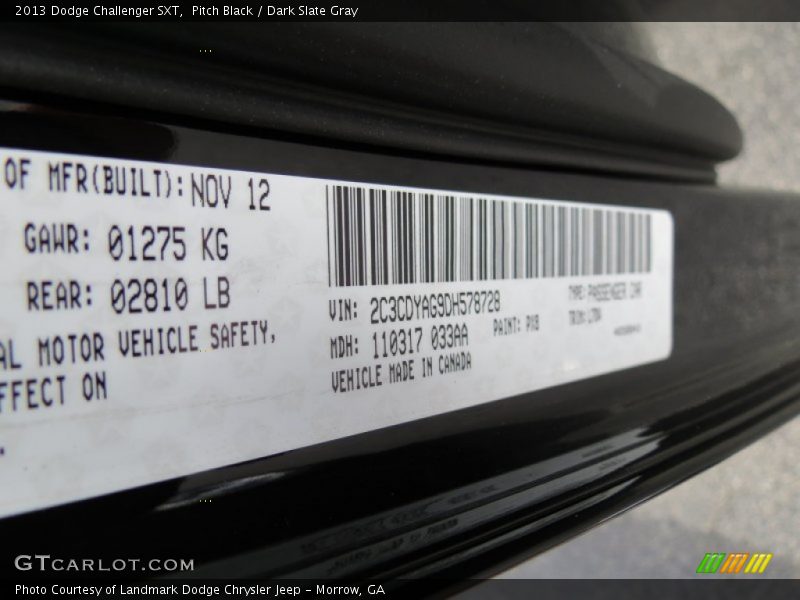 2013 Dodge Challenger SXT, Pitch Black / Dark Slate Gray
OF MFR(BUILT): NOV 12
GAWR: 01275 KG
REAR: 02810 LB
AL MOTOR VEHICLE SAFETY,
FFECT ON
VIN: 2C3CDYAG9DH578728
TYPE: PASSENGER CAR
MDH: 110317 033AA
PAINT: PX8
TRIM:
VEHICLE MADE IN CANADA
GTCARLOT.COM
Photo Courtesy of Landmark Dodge Chrysler Jeep - Morrow, GA